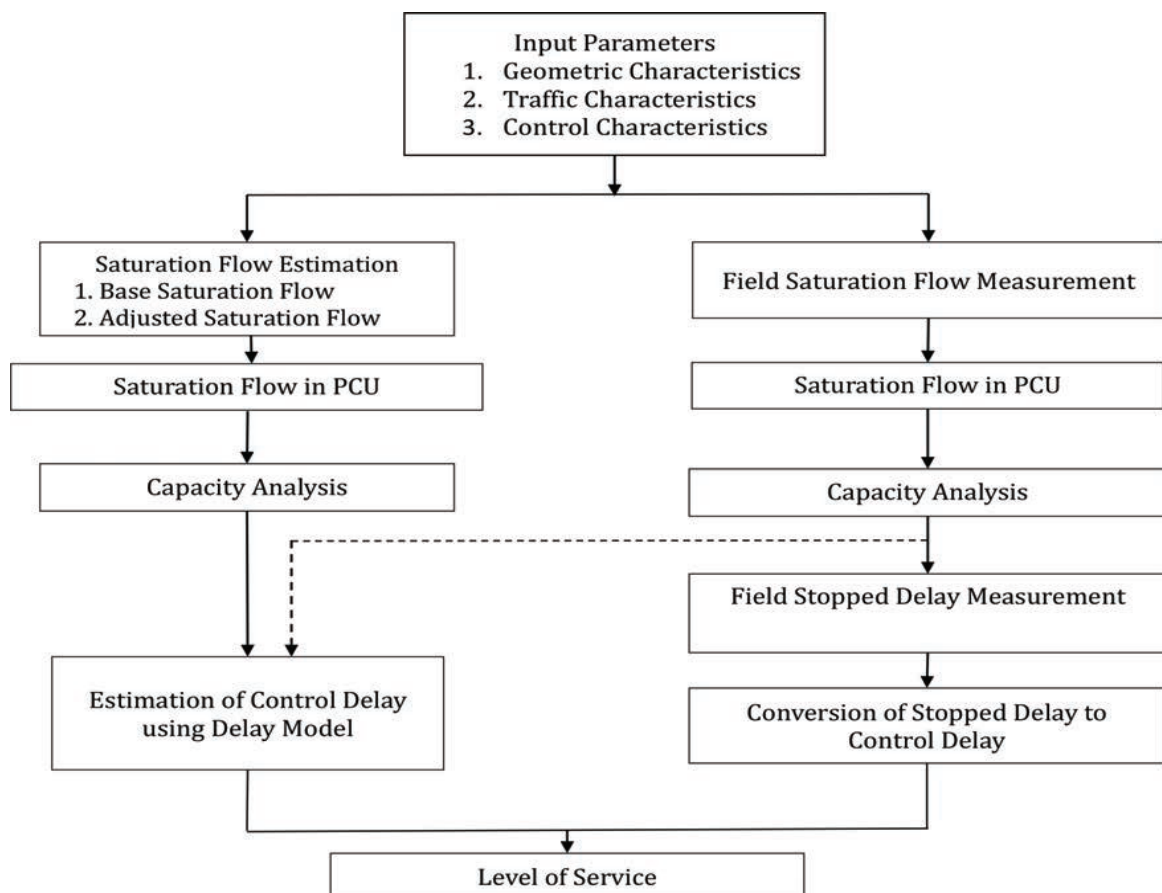 Input Parameters
1. Geometric Characteristics
2. Traffic Characteristics
3. Control Characteristics
Saturation Flow Estimation
1. Base Saturation Flow
2. Adjusted Saturation Flow
Field Saturation Flow Measurement
Saturation Flow in PCU
Saturation Flow in PCU
Capacity Analysis
Capacity Analysis
Field Stopped Delay Measurement
Estimation of Control Delay
using Delay Model
Conversion of Stopped Delay to
Control Delay
Level of Service